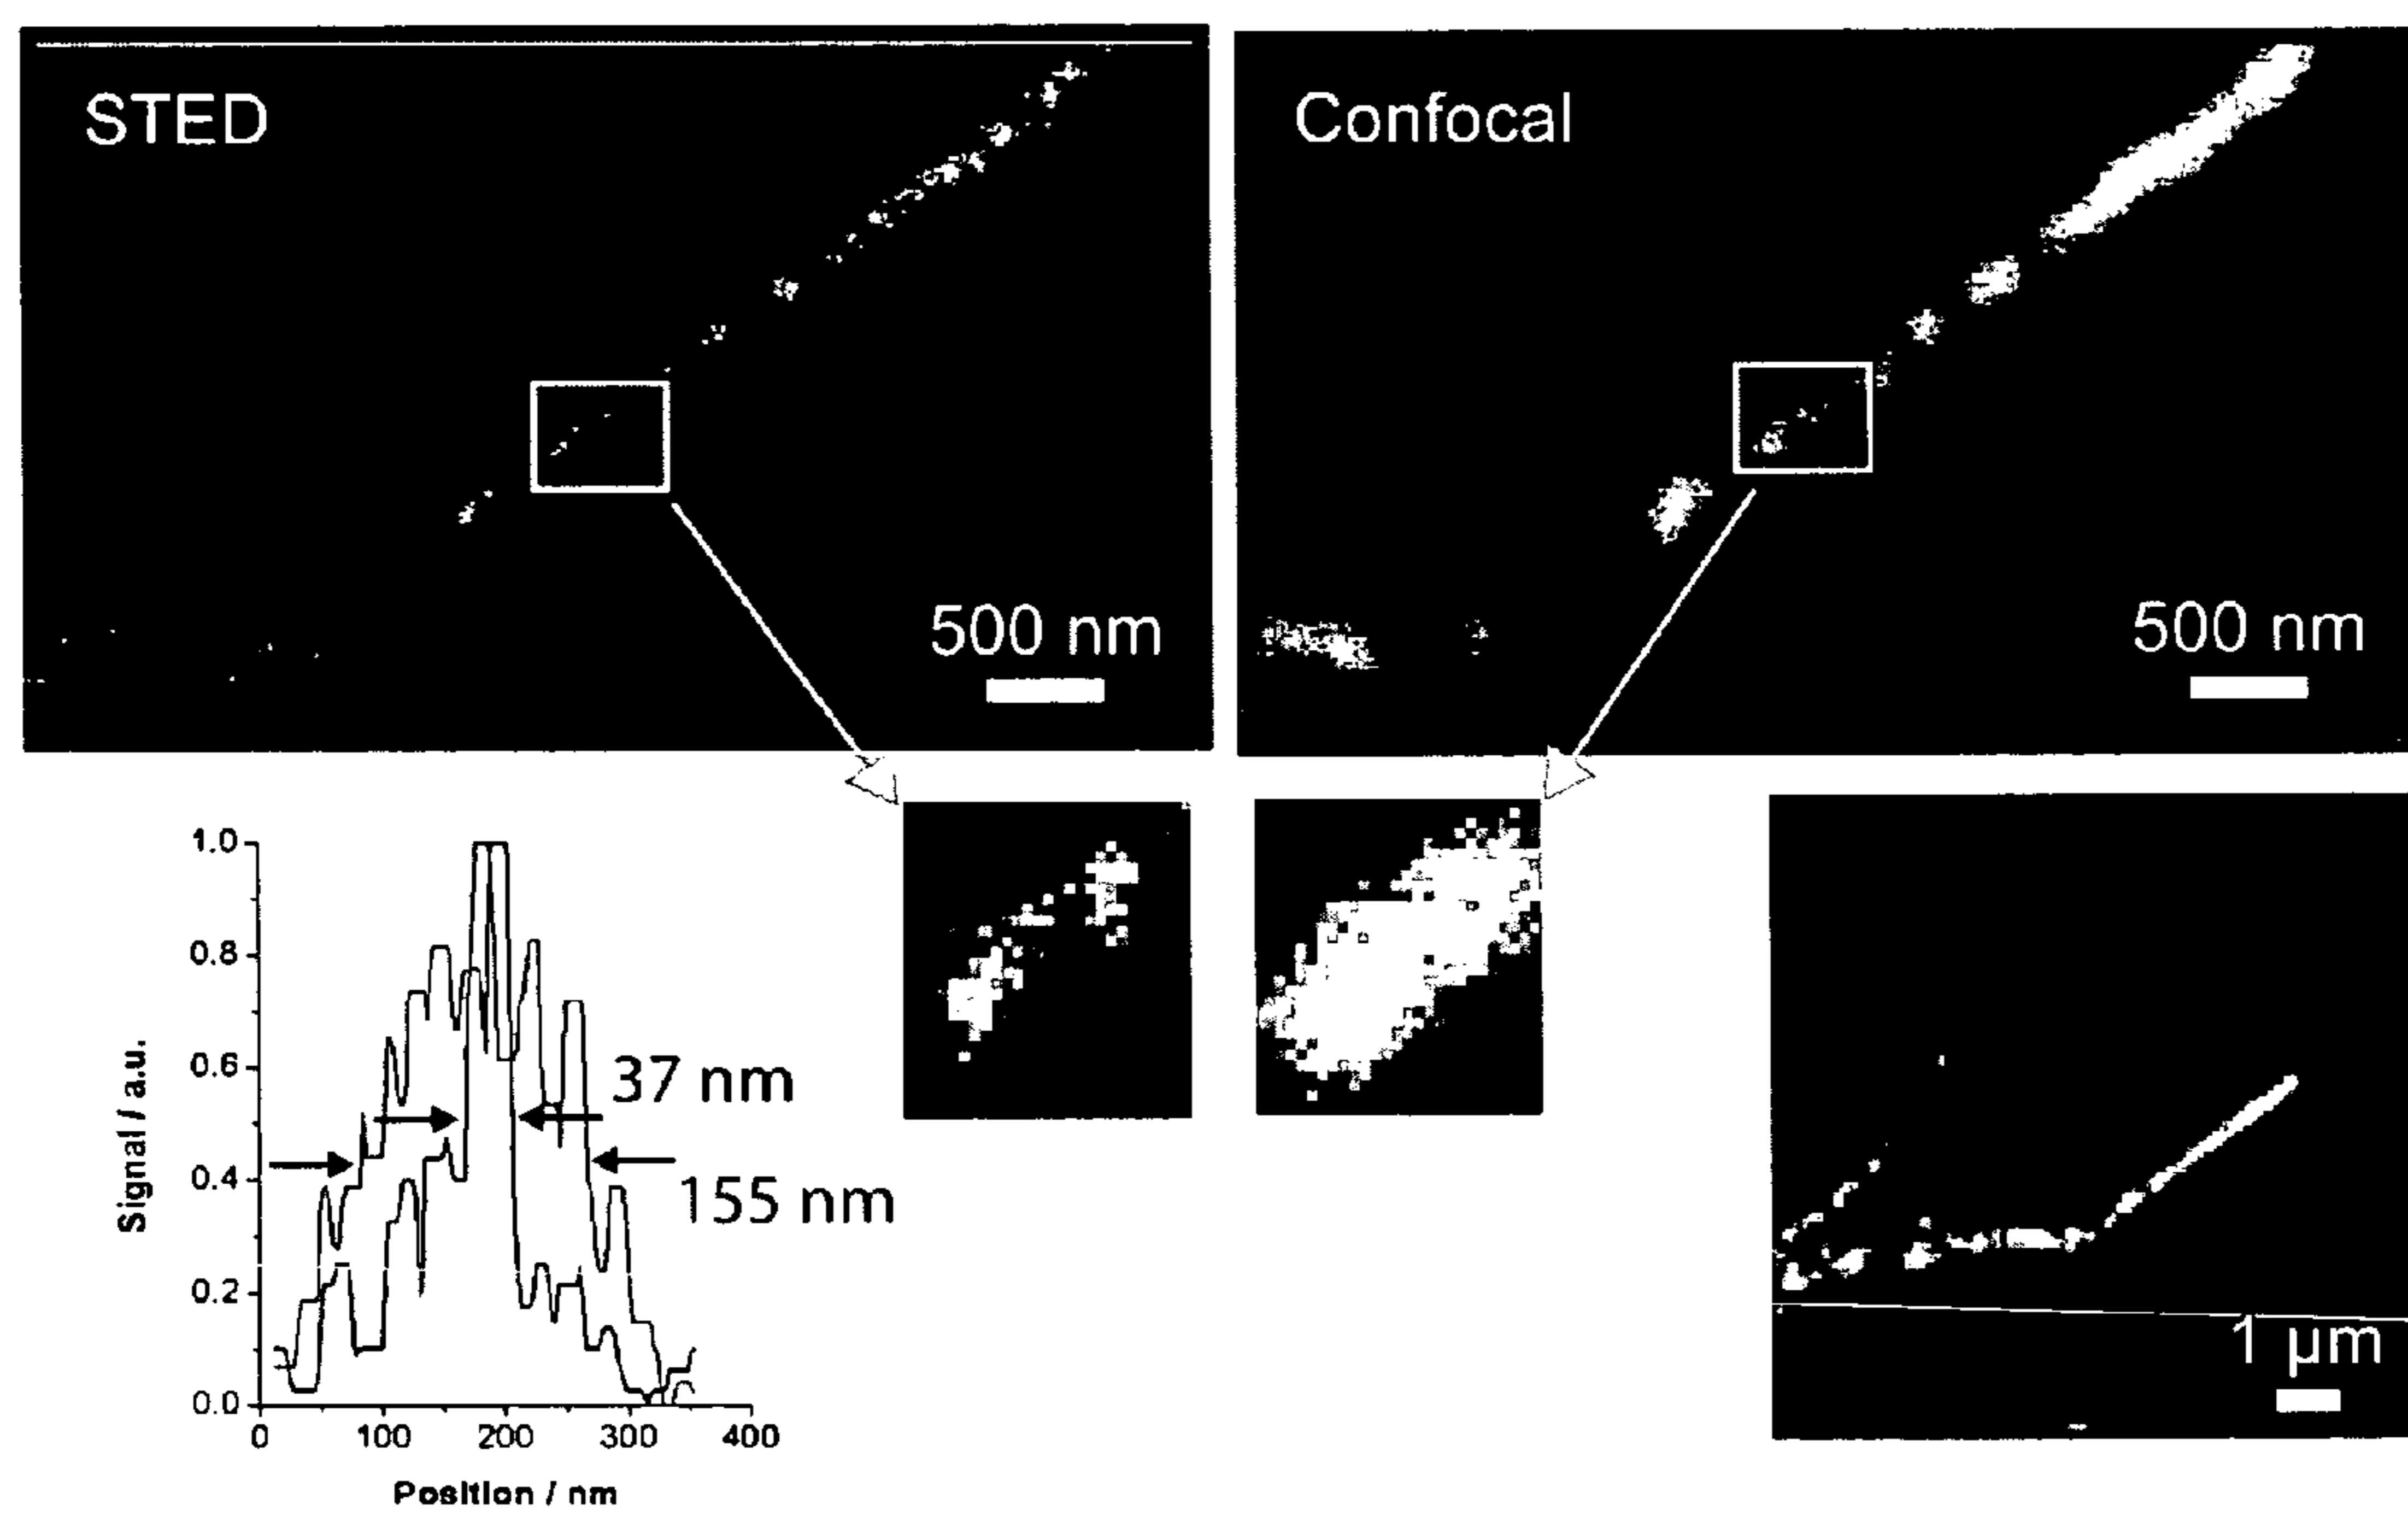 STED
Confocal
500 nm
500 nm
1.0
0.8
0.6
0.4
0.2
0.0
Signal / a.u.
37 nm
155 nm
0 100 200 300 400
Position / nm
1 µm